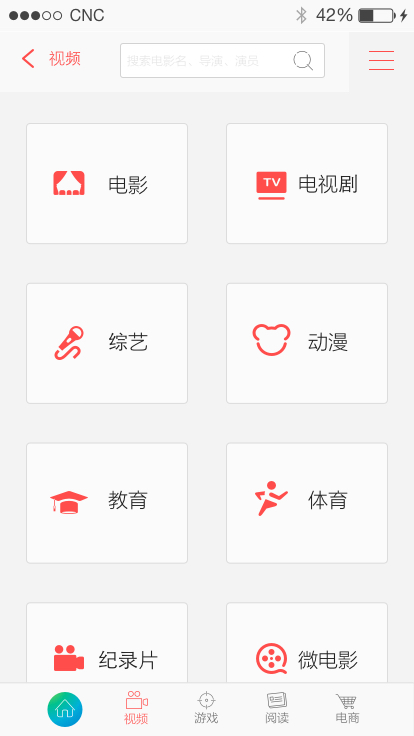 CNC 42%
视频
搜索电影名、导演、演员
电影
TV 电视剧
综艺
动漫
教育
体育
纪录片
微电影
视频
游戏
阅读
电商